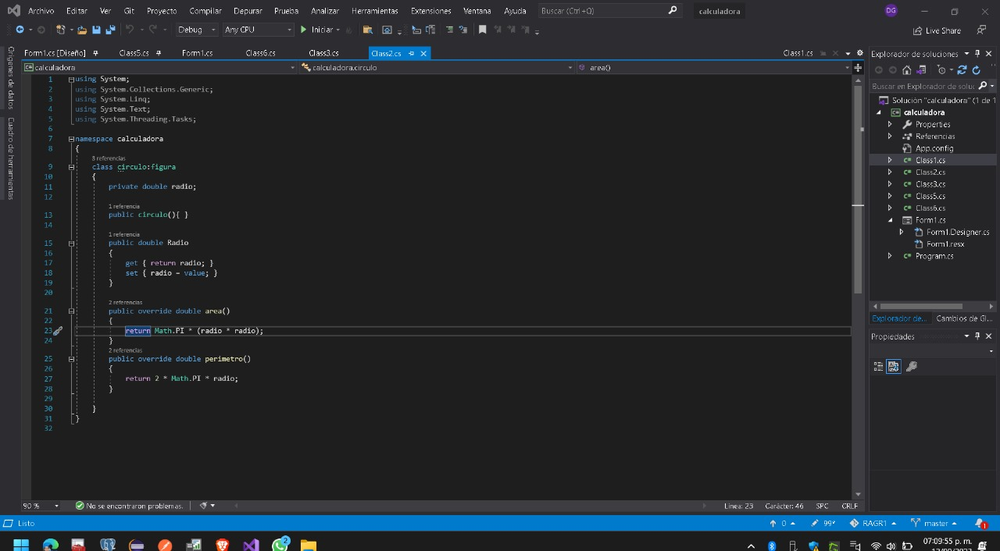 Archivo Editar Ver Git Proyecto Compilar Depurar Prueba Analizar Herramientas Extensiones Ventana Ayuda Buscar (Ctrl+Q) calculadora DG
Debug Any CPU Iniciar Live Share
Form1.cs [Diseño] Class5.cs Form1.cs Class6.cs Class3.cs Class2.cs Class1.cs
calculadora calculadora.circulo area()
Orígenes de datos
Cuadro de herramientas
1 using System;
2 using System.Collections.Generic;
3 using System.Linq;
4 using System.Text;
5 using System.Threading.Tasks;
6
7 namespace calculadora
8 {
3 referencias
9 class circulo:figura
10 {
11 private double radio;
12
1 referencia
13 public circulo(){ }
14
1 referencia
15 public double Radio
16 {
17 get { return radio; }
18 set { radio = value; }
19 }
20
2 referencias
21 public override double area()
22 {
23 return Math.PI * (radio * radio);
24 }
2 referencias
25 public override double perimetro()
26 {
27 return 2 * Math.PI * radio;
28 }
29
30 }
31 }
32
90 % No se encontraron problemas. Línea: 23 Carácter: 46 SPC CRLF
Explorador de soluciones
Buscar en Explorador de soluc
Solución "calculadora" (1 de 1
calculadora
Properties
Referencias
App.config
Class1.cs
Class2.cs
Class3.cs
Class5.cs
Class6.cs
Form1.cs
Form1.Designer.cs
Form1.resx
Program.cs
Explorador de... Cambios de GI...
Propiedades
Listo 0 99* RAGR1 master 1
2 07:09:55 p. m.